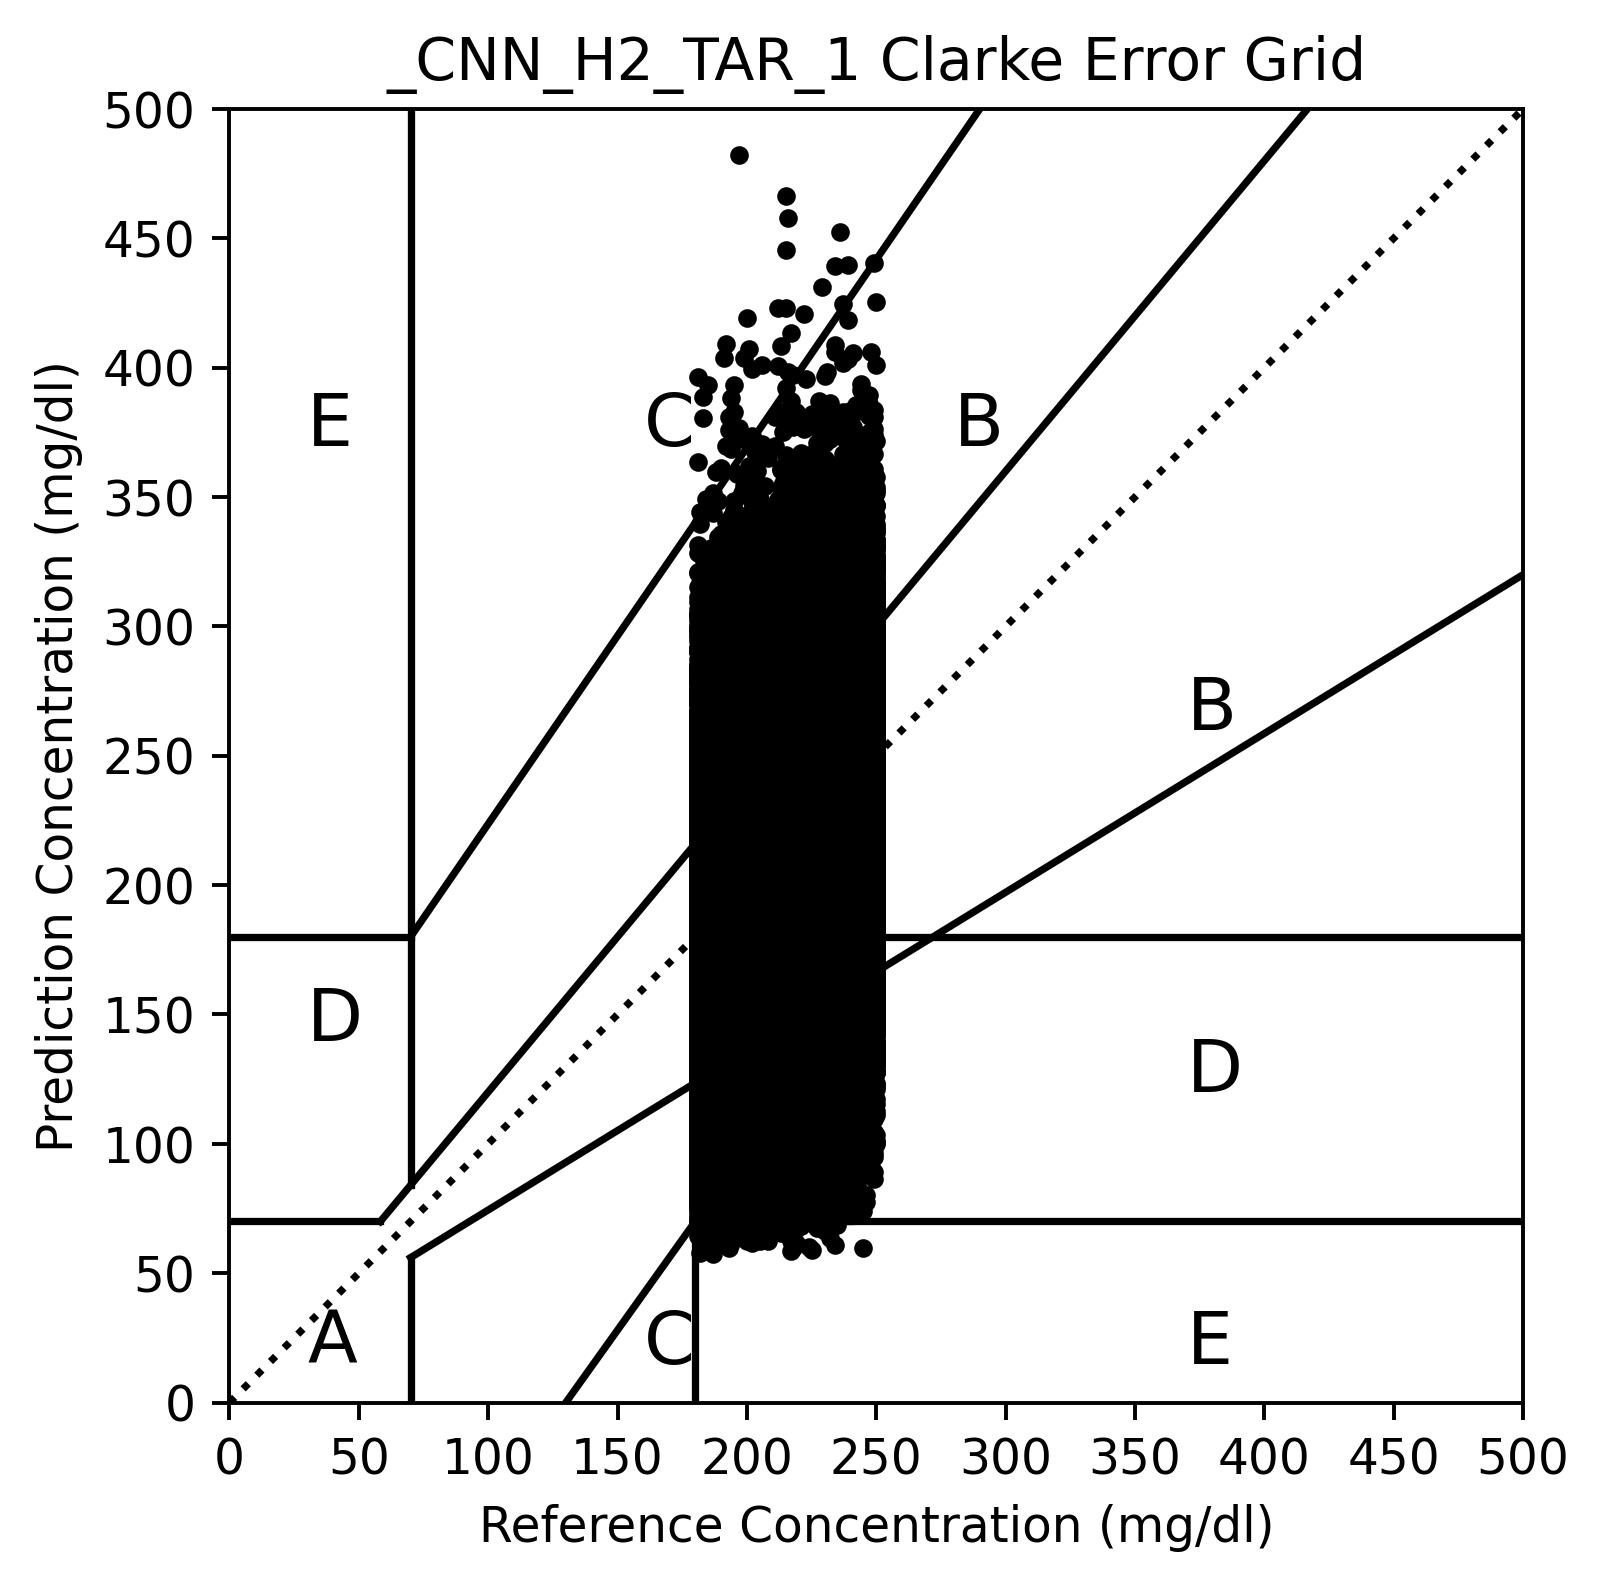 _CNN_H2_TAR_1 Clarke Error Grid
500
450
400
350
300
250
200
150
100
50
0
Prediction Concentration (mg/dl)
E
C
B
B
D
D
A
C
E
0 50 100 150 200 250 300 350 400 450 500
Reference Concentration (mg/dl)